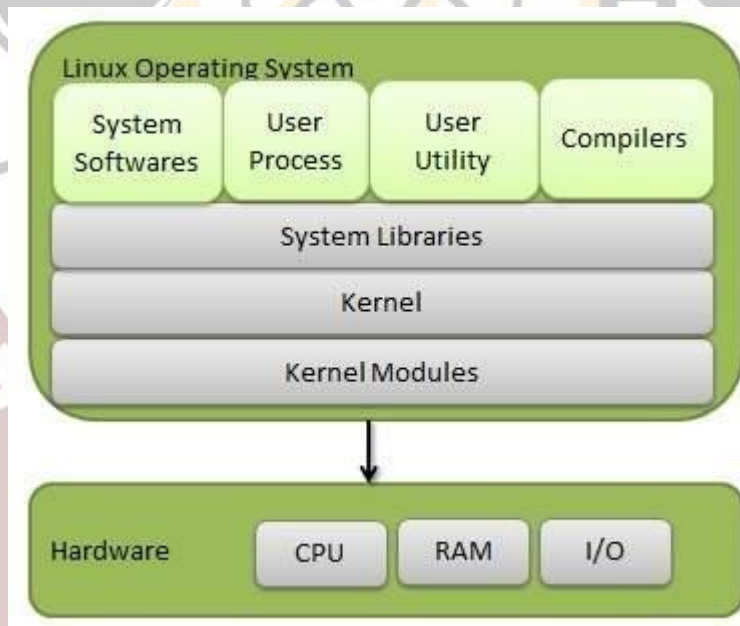 Linux Operating System
System
Softwares
User
Process
User
Utility
Compilers
System Libraries
Kernel
Kernel Modules
Hardware
CPU
RAM
I/O